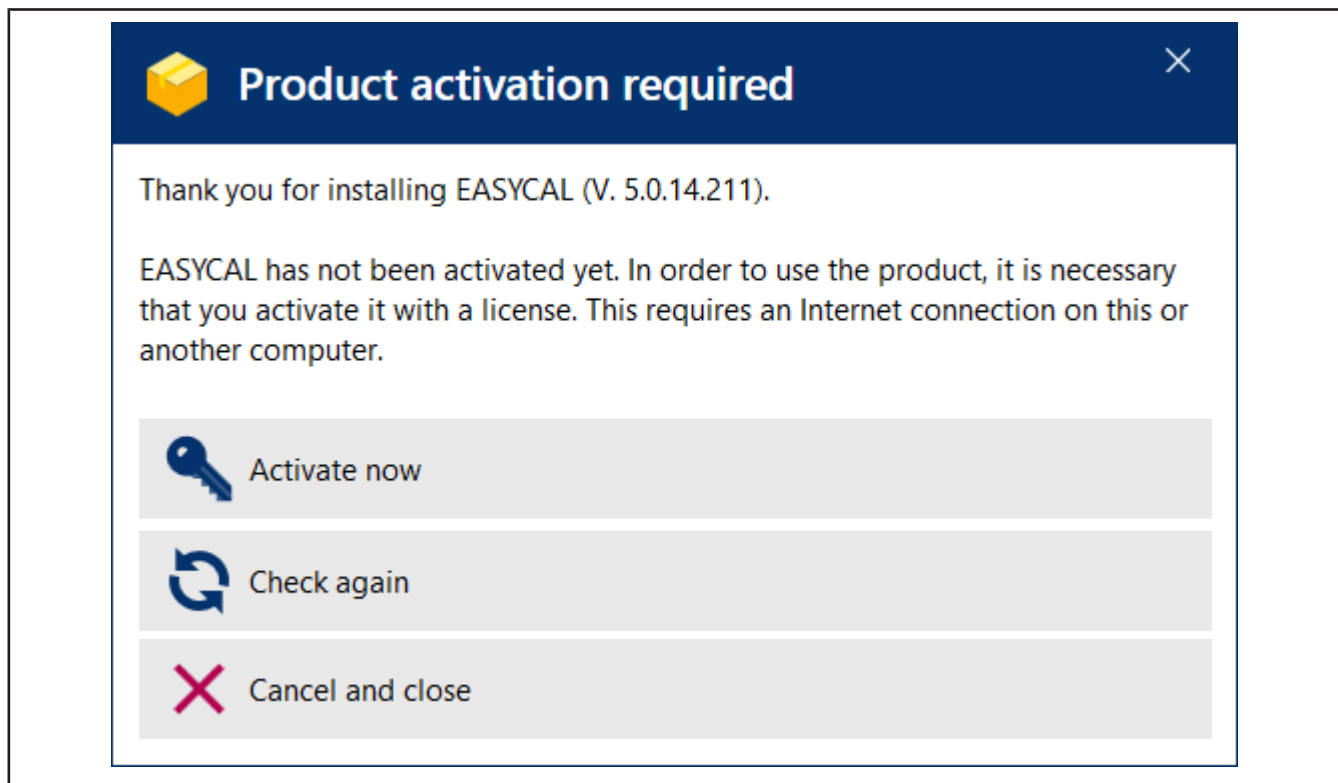 Product activation required
Thank you for installing EASYCAL (V. 5.0.14.211).
EASYCAL has not been activated yet. In order to use the product, it is necessary
that you activate it with a license. This requires an Internet connection on this or
another computer.
Activate now
Check again
Cancel and close